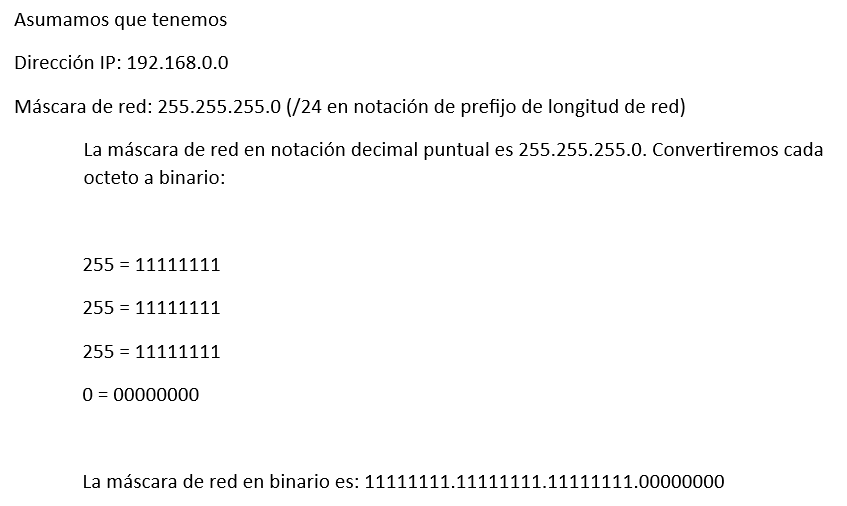 Asumamos que tenemos
Dirección IP: 192.168.0.0
Máscara de red: 255.255.255.0 (/24 en notación de prefijo de longitud de red)
La máscara de red en notación decimal puntual es 255.255.255.0. Convertiremos cada
octeto a binario:
255 = 11111111
255 = 11111111
255 = 11111111
0 = 00000000
La máscara de red en binario es: 11111111.11111111.11111111.00000000